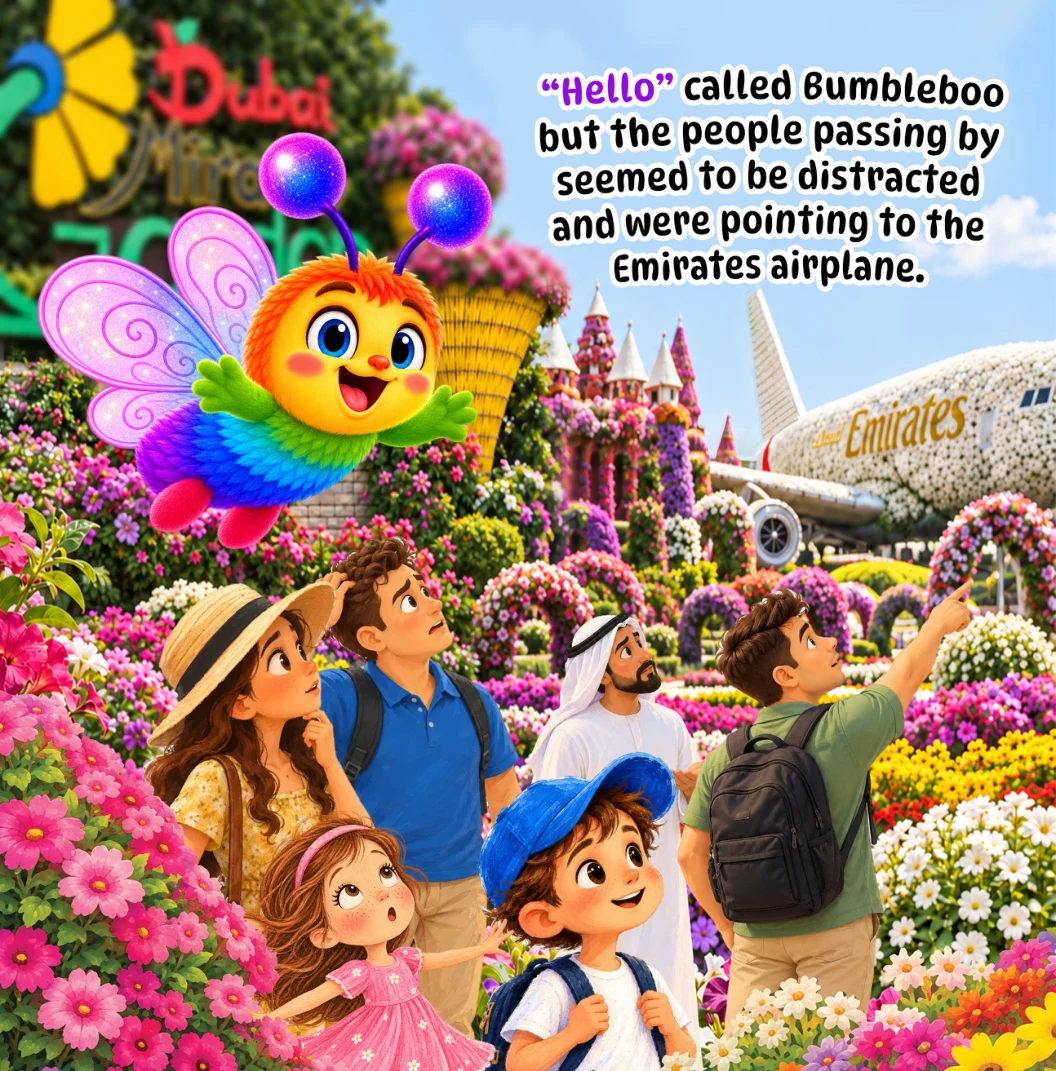 Dubai
“Hello” called Bumbleboo
but the people passing by
seemed to be distracted
and were pointing to the
Emirates airplane.
Emirates